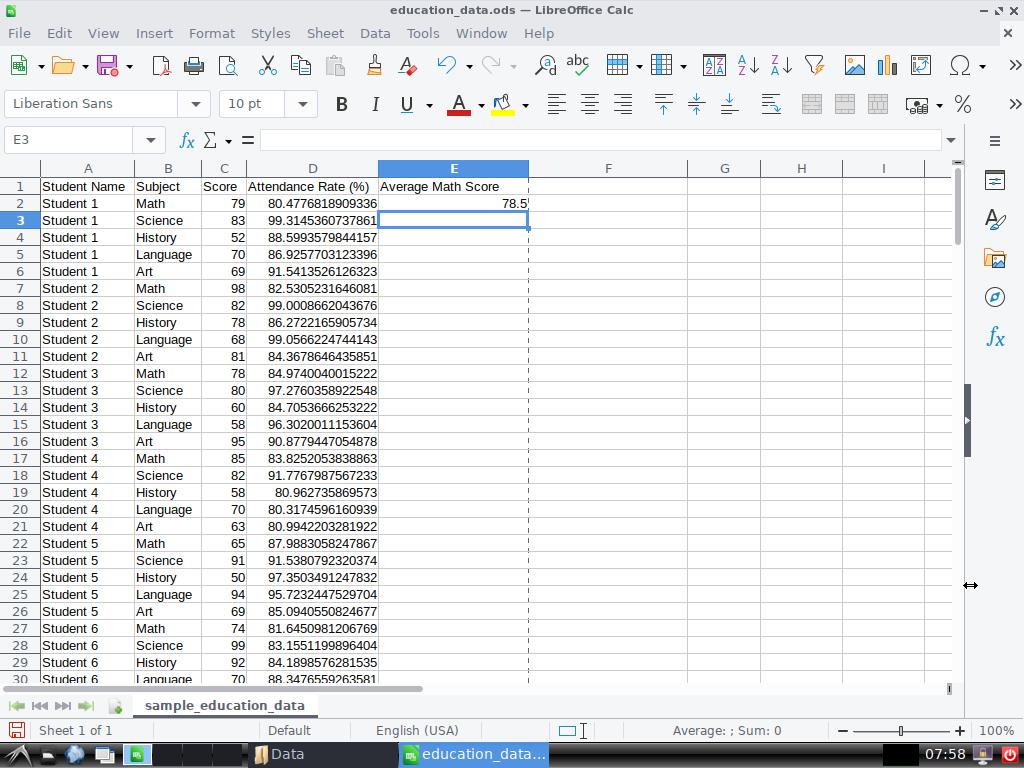 education_data.ods — LibreOffice Calc
File Edit View Insert Format Styles Sheet Data Tools Window Help
Liberation Sans 10 pt
E3
A B C D E F G H I
1 Student Name Subject Score Attendance Rate (%) Average Math Score
2 Student 1 Math 79 80.4776818909336 78.5
3 Student 1 Science 83 99.3145360737861
4 Student 1 History 52 88.5993579844157
5 Student 1 Language 70 86.9257703123396
6 Student 1 Art 69 91.5413526126323
7 Student 2 Math 98 82.5305231646081
8 Student 2 Science 82 99.0008662043676
9 Student 2 History 78 86.2722165905734
10 Student 2 Language 68 99.0566224744143
11 Student 2 Art 81 84.3678646435851
12 Student 3 Math 78 84.9740040015222
13 Student 3 Science 80 97.2760358922548
14 Student 3 History 60 84.7053666253222
15 Student 3 Language 58 96.3020011153604
16 Student 3 Art 95 90.8779447054878
17 Student 4 Math 85 83.8252053838863
18 Student 4 Science 82 91.7767987567233
19 Student 4 History 58 80.962735869573
20 Student 4 Language 70 80.3174596160939
21 Student 4 Art 63 80.9942203281922
22 Student 5 Math 65 87.9883058247867
23 Student 5 Science 91 91.5380792320374
24 Student 5 History 50 97.3503491247832
25 Student 5 Language 94 95.7232447529704
26 Student 5 Art 69 85.0940550824677
27 Student 6 Math 74 81.6450981206769
28 Student 6 Science 99 83.1551199896404
29 Student 6 History 92 84.1898576281535
30 Student 6 Language 70 88.3476559263581
sample_education_data
Sheet 1 of 1 Default English (USA) Average: ; Sum: 0 100%
Data education_data... 07:58